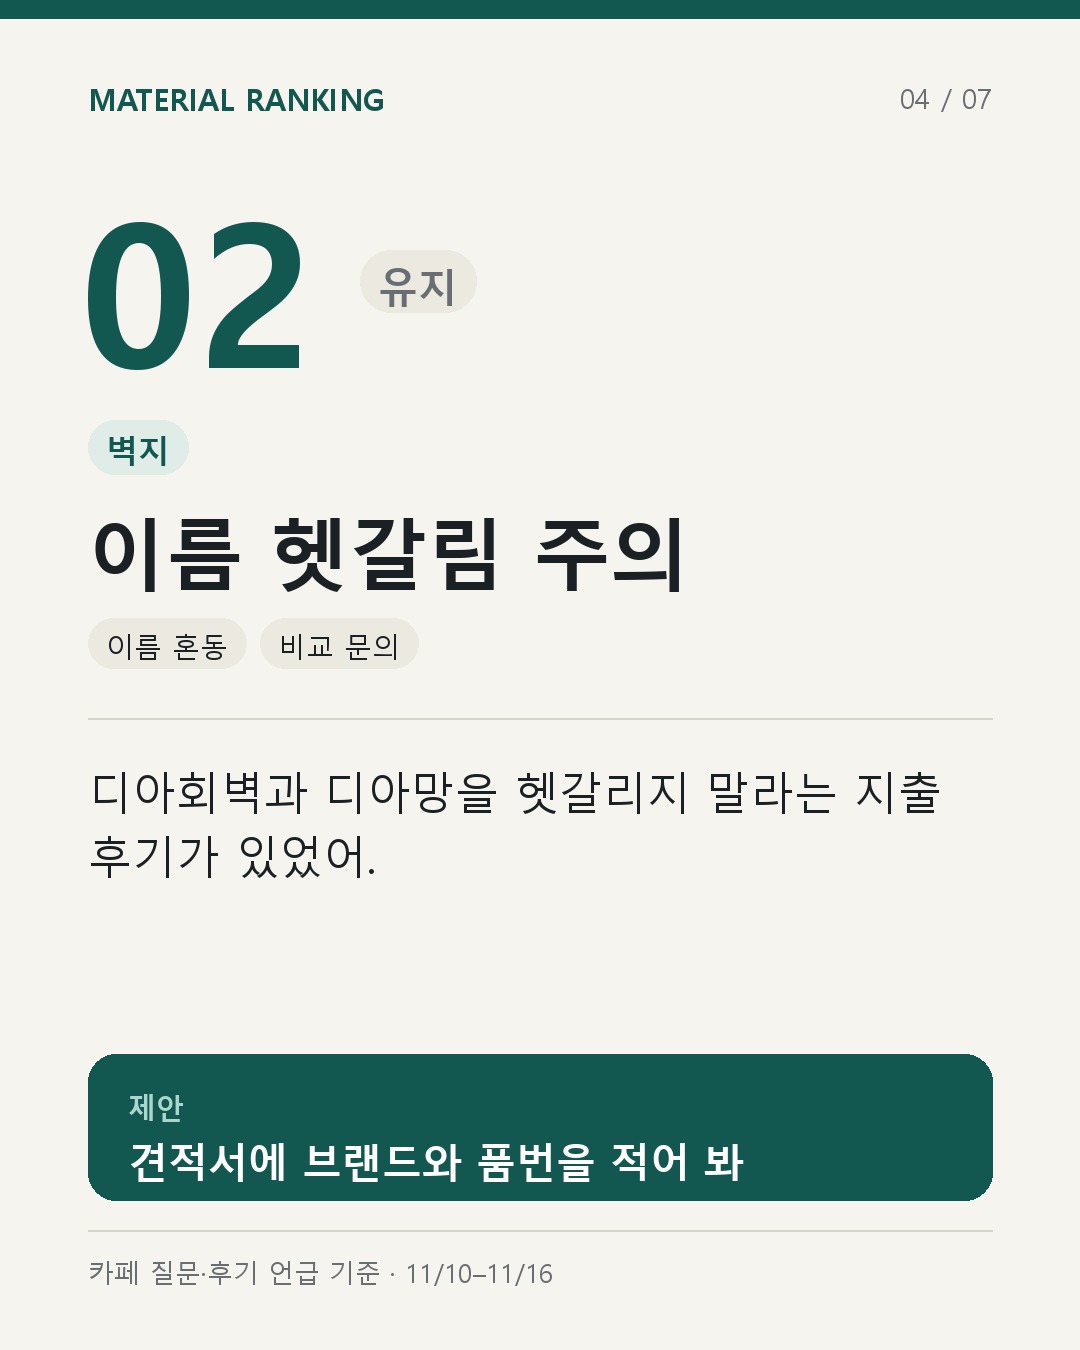 MATERIAL RANKING
04 / 07
02
유지
벽지
이름 헷갈림 주의
이름 혼동
비교 문의
디아회벽과 디아망을 헷갈리지 말라는 지출
후기가 있었어.
제안
견적서에 브랜드와 품번을 적어 봐
카페 질문·후기 언급 기준 · 11/10–11/16